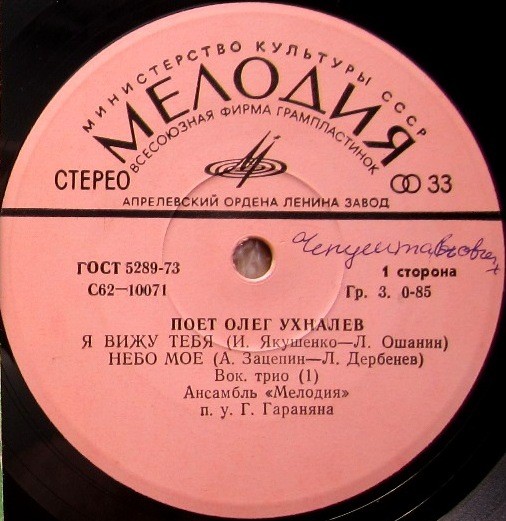 МИНИСТЕРСТВО КУЛЬТУРЫ СССР
МЕЛОДИЯ
ВСЕСОЮЗНАЯ ФИРМА ГРАМПЛАСТИНОК
СТЕРЕО
33
АПРЕЛЕВСКИЙ ОРДЕНА ЛЕНИНА ЗАВОД
ГОСТ 5289-73
1 сторона
С62—10071
Гр. 3. 0-85
ПОЕТ ОЛЕГ УХНАЛЕВ
Я ВИЖУ ТЕБЯ (И. Якушенко—Л. Ошанин)
НЕБО МОЕ (А. Зацепин—Л. Дербенев)
Вок. трио (1)
Ансамбль «Мелодия»
п. у. Г. Гараняна